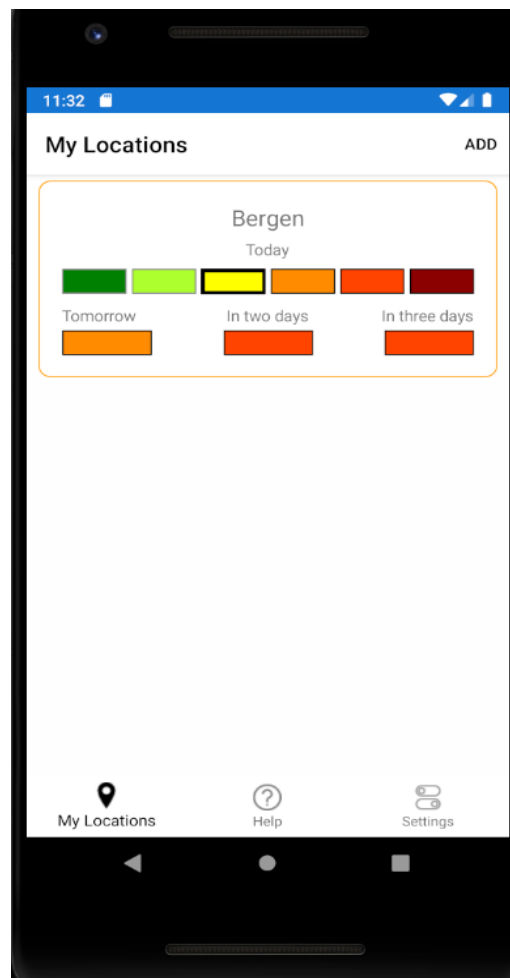 11:32
My Locations ADD
Bergen
Today
Tomorrow In two days In three days
My Locations Help Settings